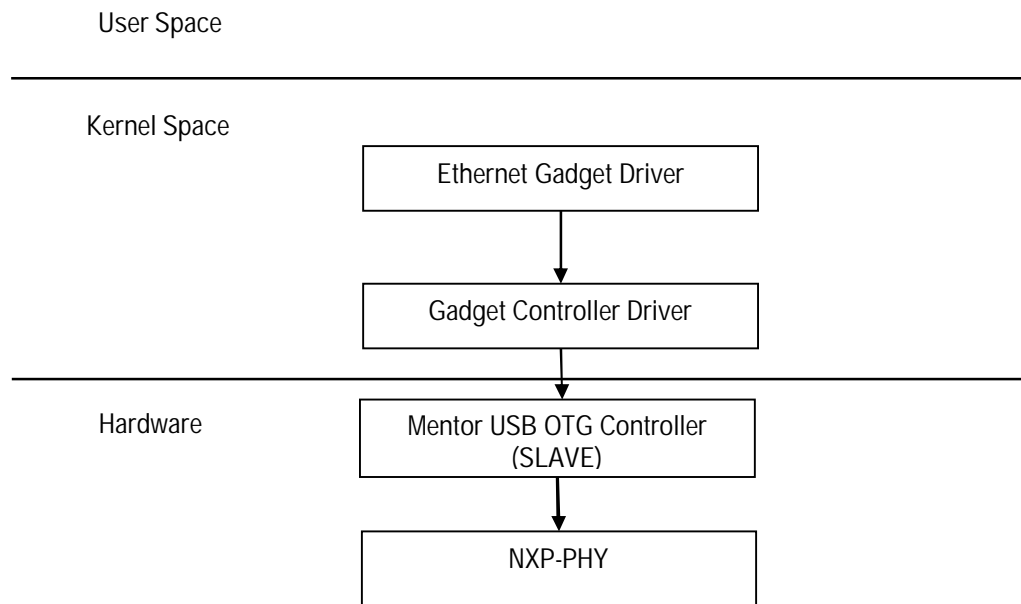 User Space
Kernel Space
Ethernet Gadget Driver
Gadget Controller Driver
Hardware
Mentor USB OTG Controller
(SLAVE)
NXP-PHY